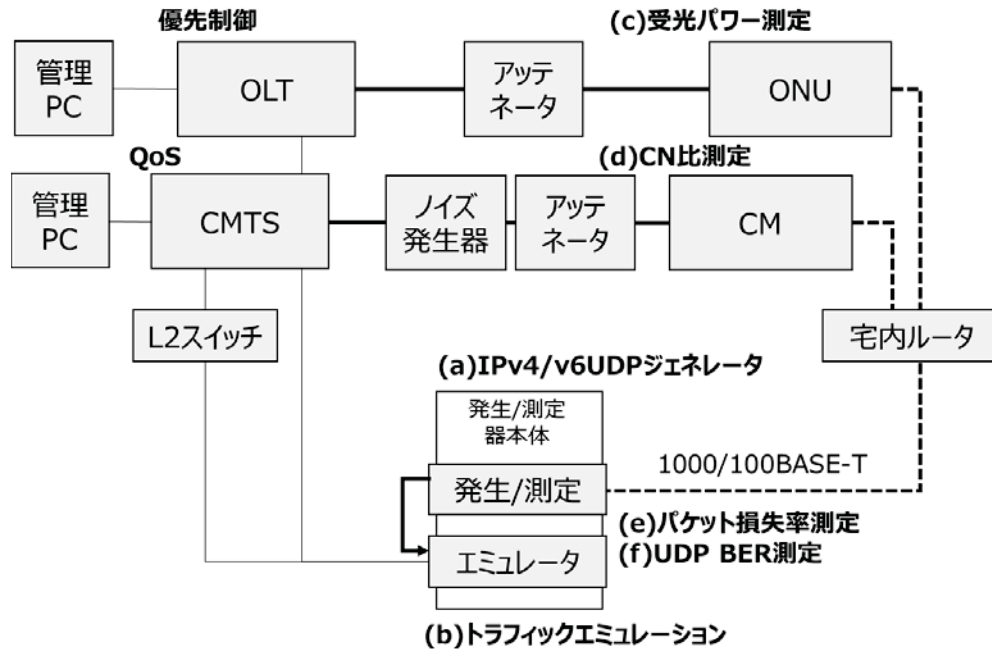 優先制御
(c)受光パワー測定
管理
PC
OLT
アッテ
ネータ
ONU
QoS
(d)CN比測定
管理
PC
CMTS
ノイズ
発生器
アッテ
ネータ
CM
L2スイッチ
宅内ルータ
(a)IPv4/v6UDPジェネレータ
発生/測定
器本体
1000/100BASE-T
発生/測定
(e)パケット損失率測定
(f)UDP BER測定
エミュレータ
(b)トラフィックエミュレーション